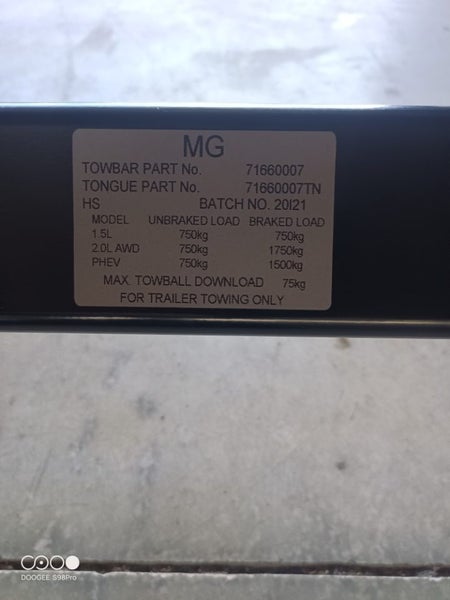 MG
TOWBAR PART No. 71660007
TONGUE PART No. 71660007TN
HS BATCH NO. 20I21
MODEL UNBRAKED LOAD BRAKED LOAD
1.5L 750kg 750kg
2.0L AWD 750kg 1750kg
PHEV 750kg 1500kg
MAX. TOWBALL DOWNLOAD 75kg
FOR TRAILER TOWING ONLY
DOOGEE S98Pro